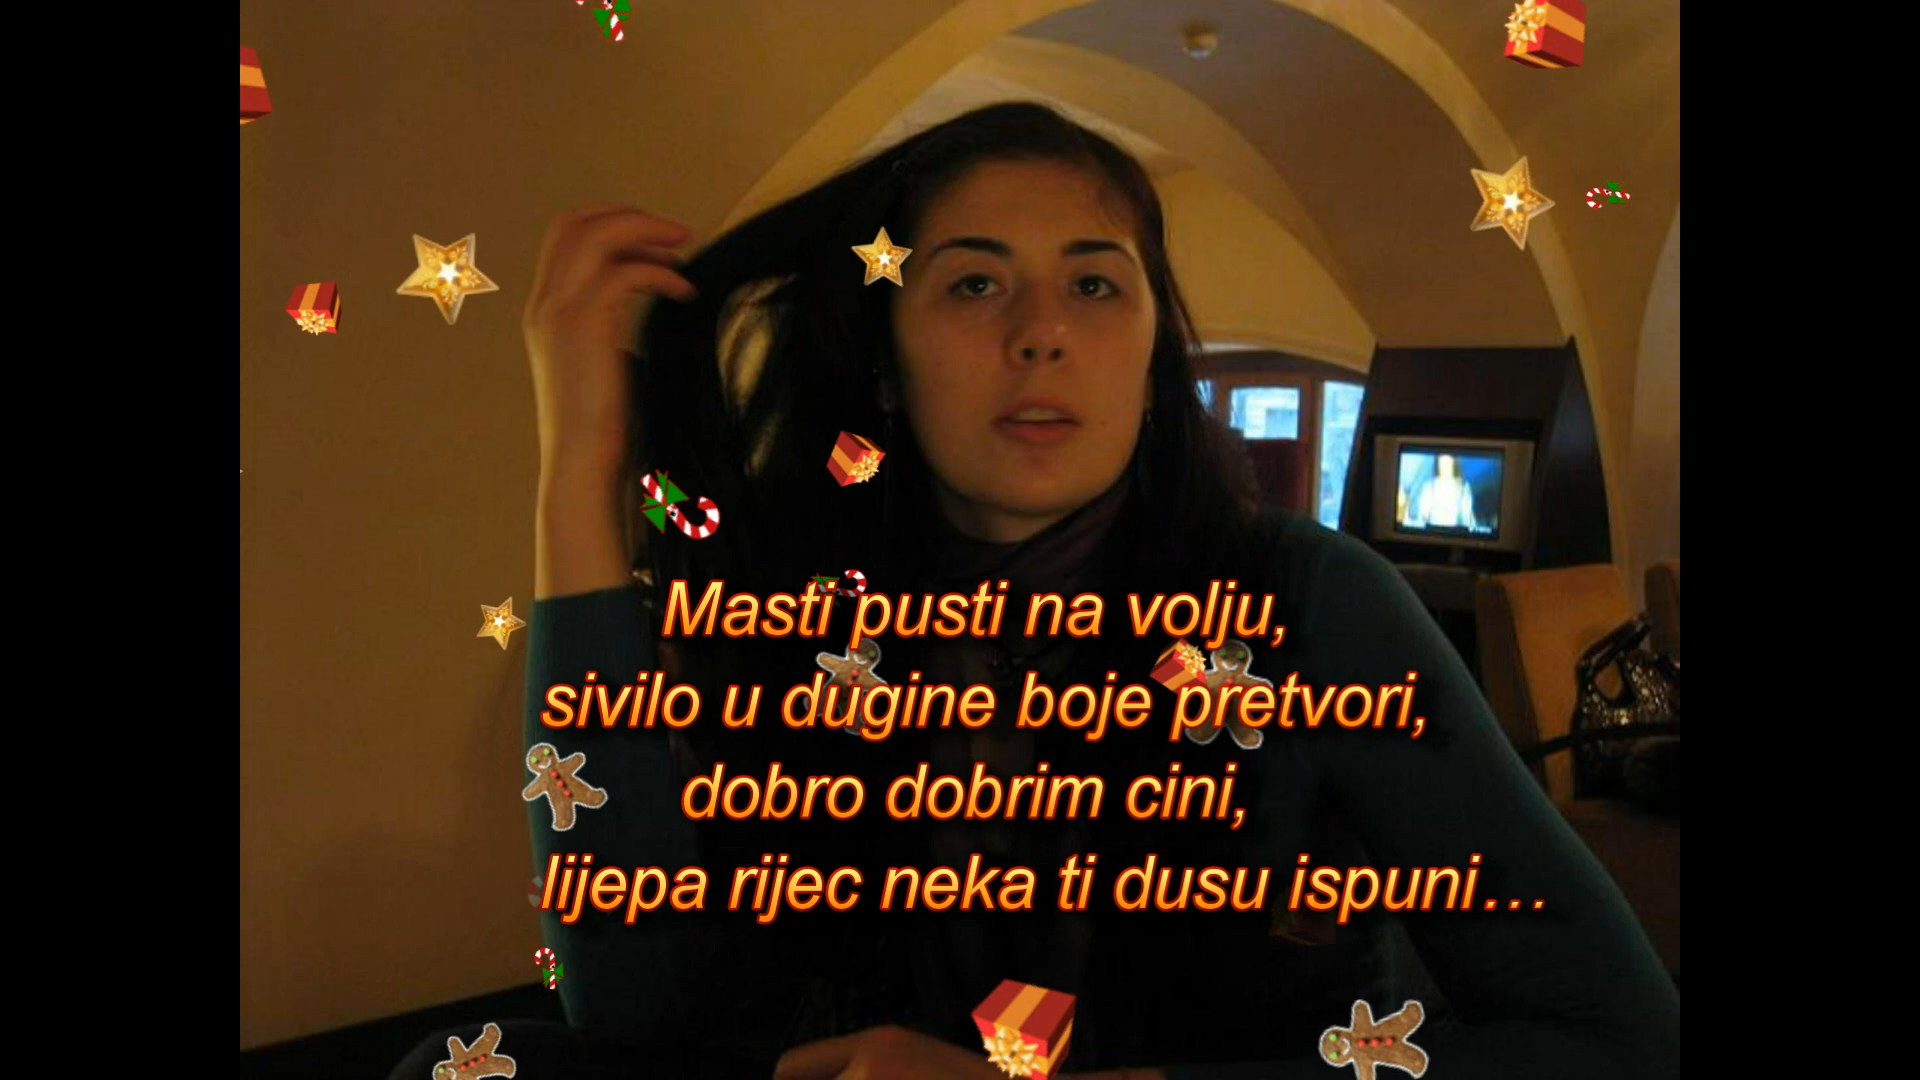 Masti pusti na volju,
sivilo u dugine boje pretvori,
dobro dobrim cini,
lijepa rijec neka ti dusu ispuni...